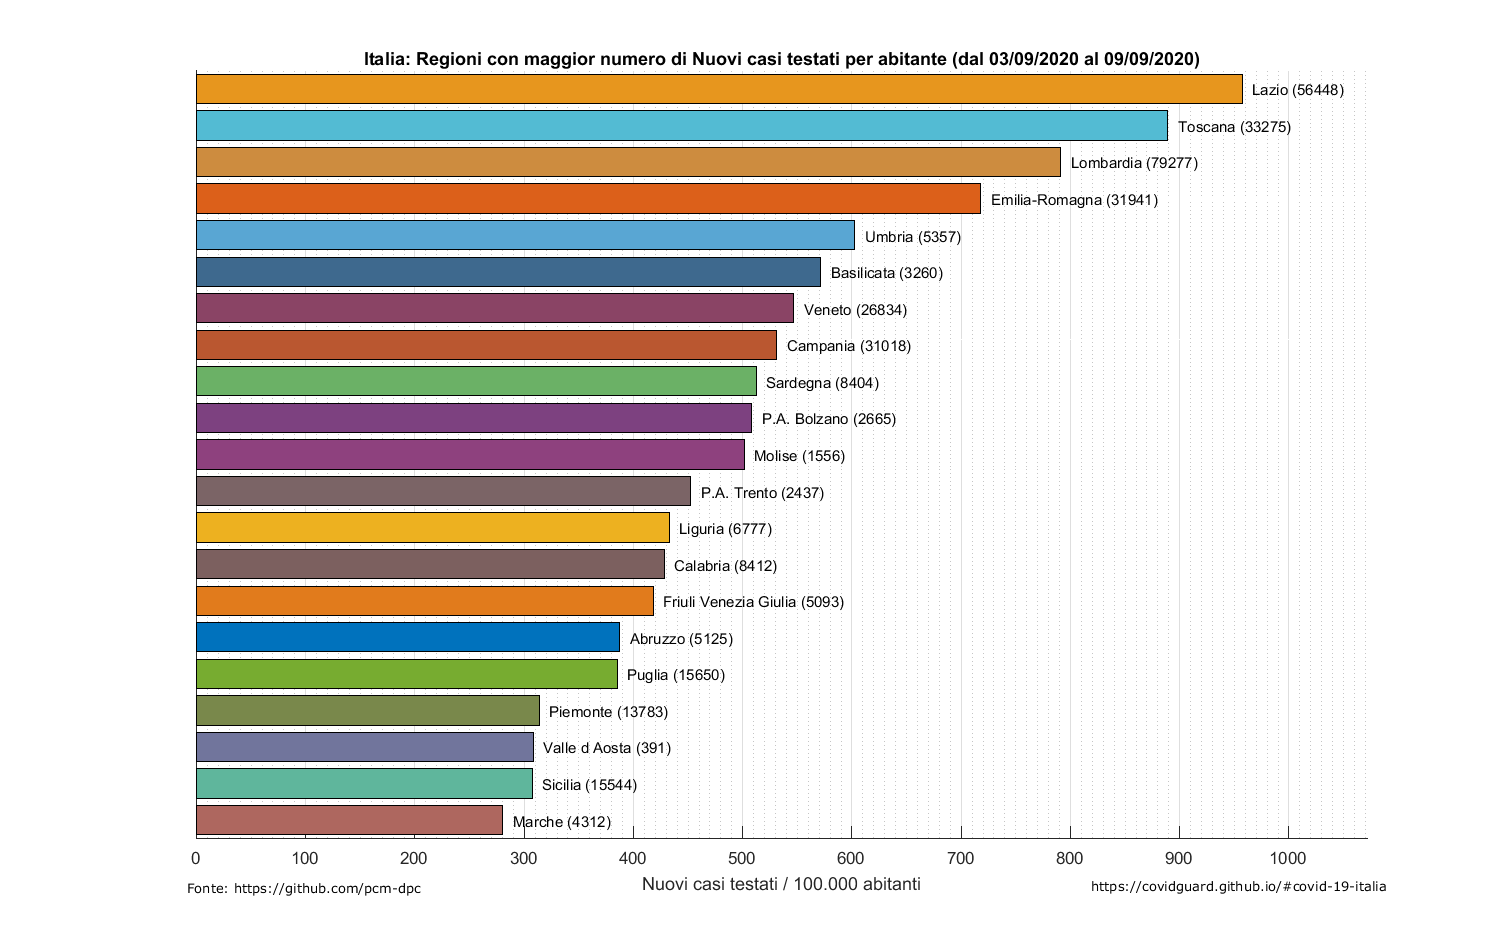 Italia: Regioni con maggior numero di Nuovi casi testati per abitante (dal 03/09/2020 al 09/09/2020)
Lazio (56448)
Toscana (33275)
Lombardia (79277)
Emilia-Romagna (31941)
Umbria (5357)
Basilicata (3260)
Veneto (26834)
Campania (31018)
Sardegna (8404)
P.A. Bolzano (2665)
Molise (1556)
P.A. Trento (2437)
Liguria (6777)
Calabria (8412)
Friuli Venezia Giulia (5093)
Abruzzo (5125)
Puglia (15650)
Piemonte (13783)
Valle d Aosta (391)
Sicilia (15544)
Marche (4312)
0 100 200 300 400 500 600 700 800 900 1000
Nuovi casi testati / 100.000 abitanti
Fonte: https://github.com/pcm-dpc
https://covidguard.github.io/#covid-19-italia